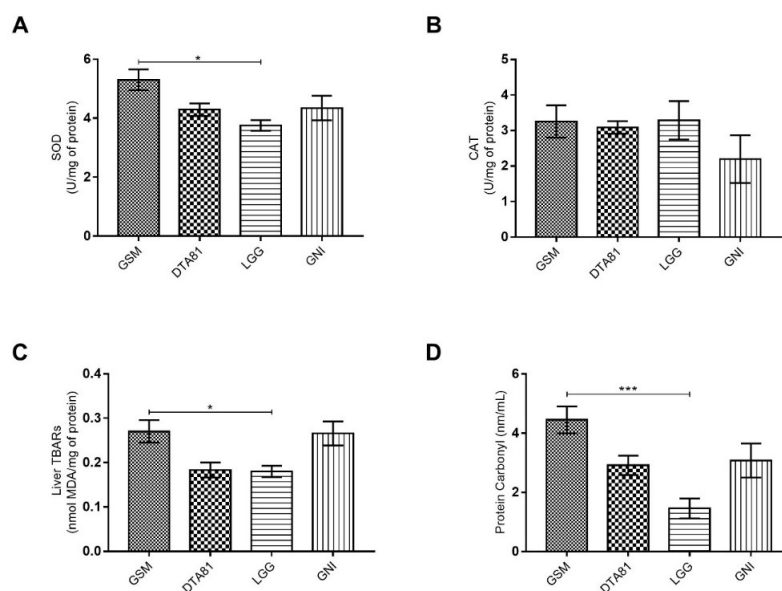 A
SOD
(U/mg of protein)
6
4
2
0
*
GSM
DTA81
LGG
GNI
B
CAT
(U/mg of protein)
5
4
3
2
1
0
GSM
DTA81
LGG
GNI
C
Liver TBARs
(nmol MDA/mg of protein)
0.4
0.3
0.2
0.1
0.0
*
GSM
DTA81
LGG
GNI
D
Protein Carbonyl (nm/mL)
6
4
2
0
***
GSM
DTA81
LGG
GNI